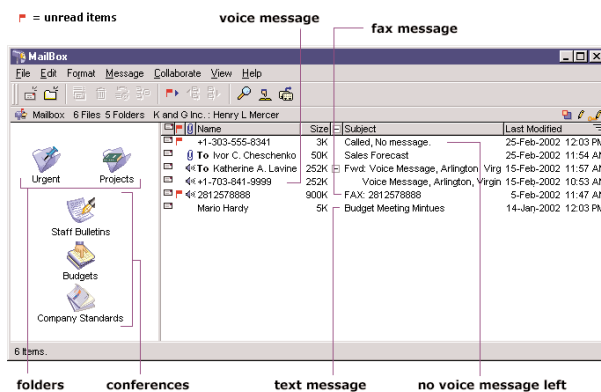 = unread items
voice message
fax message
MailBox
File Edit Format Message Collaborate View Help
Mailbox 6 Files 5 Folders K and G Inc. : Henry L Mercer
Name Size Subject Last Modified
+1-303-555-8341 3K Called, No message. 25-Feb-2002 12:03 PM
To Ivor C. Cheschenko 50K Sales Forecast 25-Feb-2002 11:54 AM
To Katherine A. Lavine 252K Fwd: Voice Message, Arlington, Virg 15-Feb-2002 11:57 AM
+1-703-841-9999 252K Voice Message, Arlington, Virgin 15-Feb-2002 10:53 AM
2812578888 900K FAX: 2812578888 5-Feb-2002 11:47 AM
Mario Hardy 5K Budget Meeting Mintues 14-Jan-2002 12:03 PM
Urgent Projects
Staff Bulletins
Budgets
Company Standards
6 Items.
folders conferences text message no voice message left